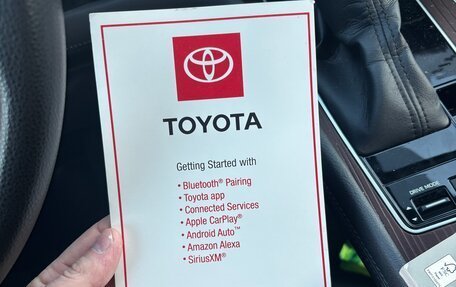 TOYOTA
Getting Started with
• Bluetooth® Pairing
• Toyota app
• Connected Services
• Apple CarPlay®
• Android Auto™
• Amazon Alexa
• SiriusXM®
DRIVE MODE